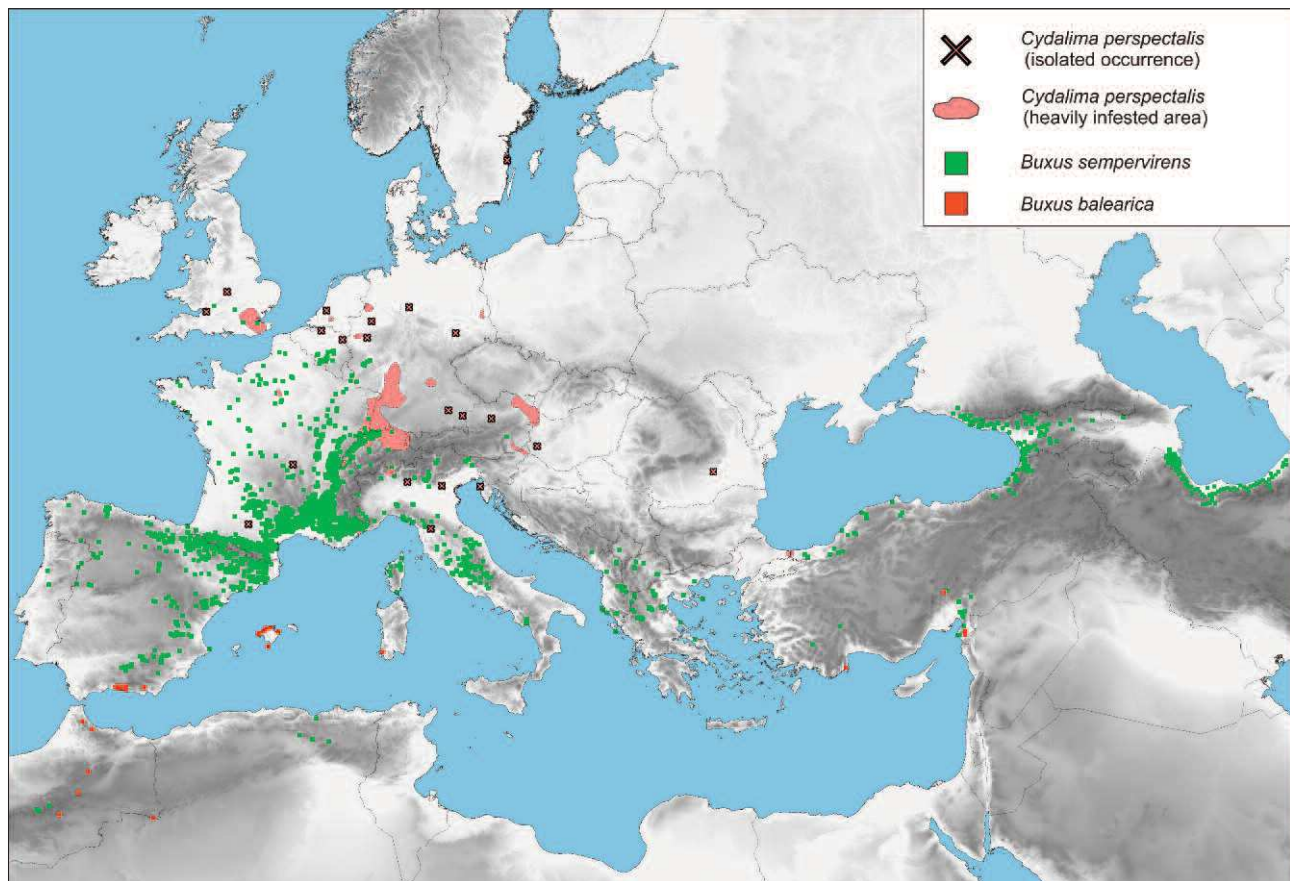 Cydalima perspectalis
(isolated occurrence)
Cydalima perspectalis
(heavily infested area)
Buxus sempervirens
Buxus balearica